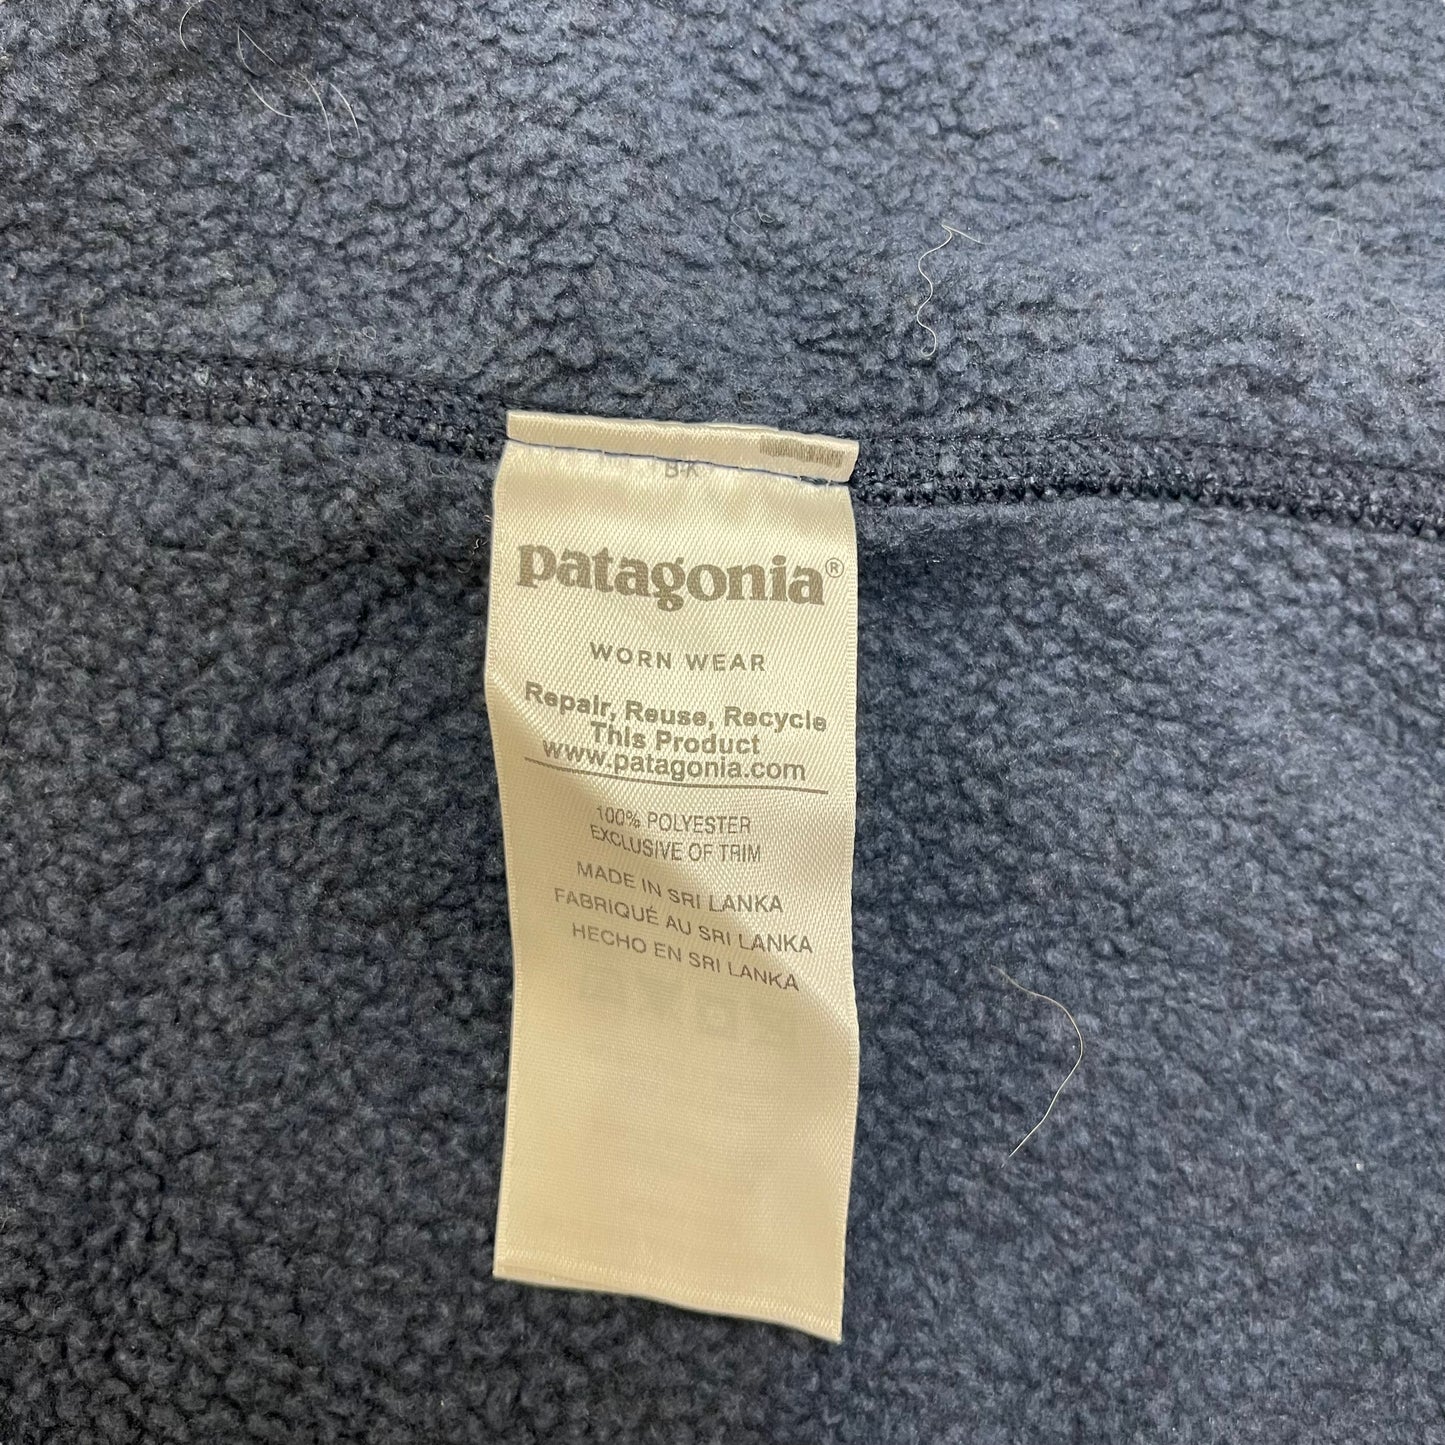 patagonia®
WORN WEAR
Repair, Reuse, Recycle
This Product
www.patagonia.com
100% POLYESTER
EXCLUSIVE OF TRIM
MADE IN SRI LANKA
FABRIQUÉ AU SRI LANKA
HECHO EN SRI LANKA